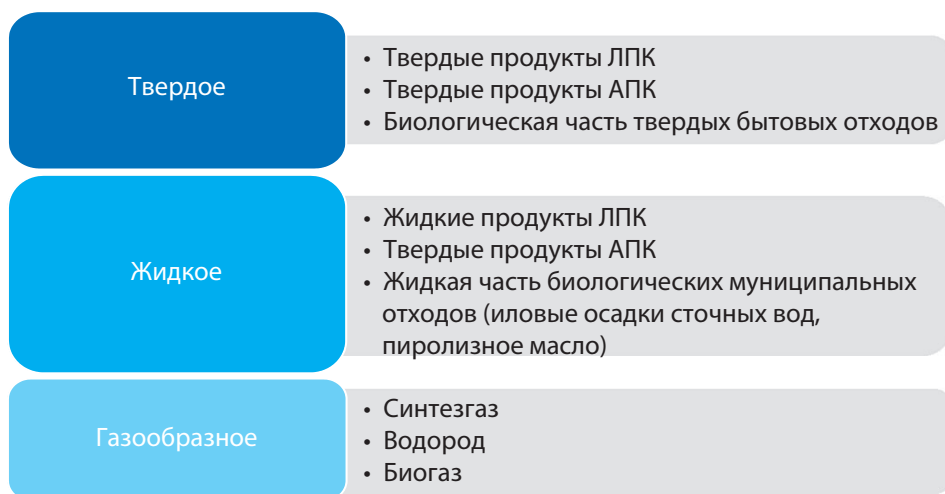 Твердое
• Твердые продукты ЛПК
• Твердые продукты АПК
• Биологическая часть твердых бытовых отходов
Жидкое
• Жидкие продукты ЛПК
• Твердые продукты АПК
• Жидкая часть биологических муниципальных
отходов (иловые осадки сточных вод,
пиролизное масло)
Газообразное
• Синтезгаз
• Водород
• Биогаз